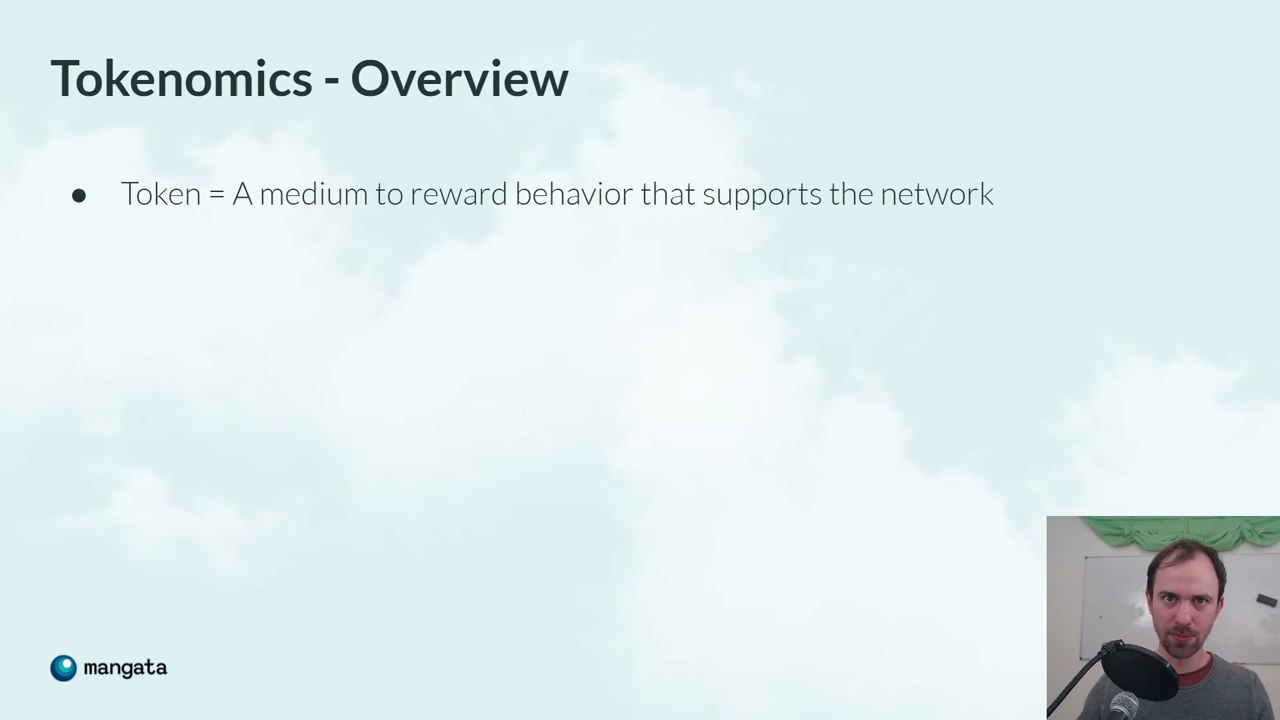 Tokenomics - Overview
● Token = A medium to reward behavior that supports the network
mangata